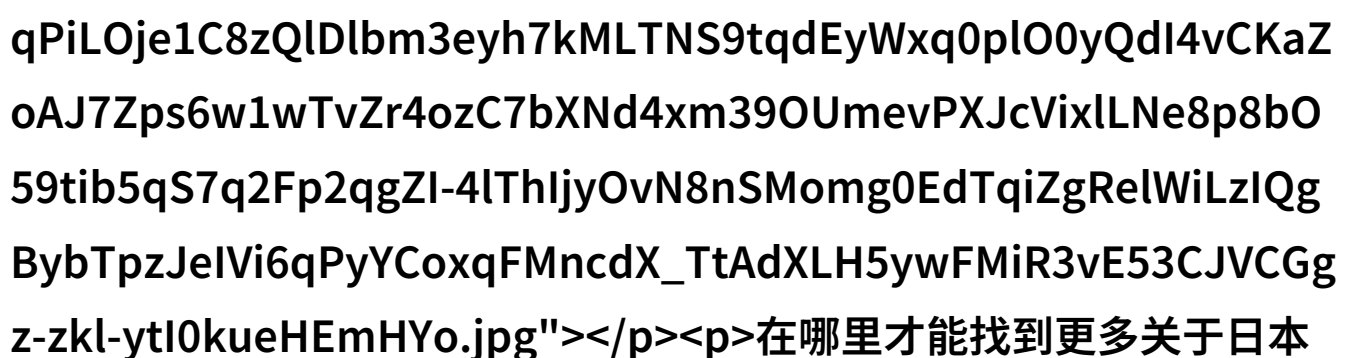 qPiLOje1C8zQlDlbm3eyh7kMLTNS9tqdEyWxq0plO0yQdI4vCKaZ
oAJ7Zps6w1wTvZr4ozC7bXNd4xm39OUmevPXJcVixlLNe8p8bO
59tib5qS7q2Fp2qgZI-4lThIjyOvN8nSMomg0EdTqiZgRelWiLzIQg
BybTpzJeIVi6qPyYCoxqFMncdX_TtAdXLH5ywFMiR3vE53CJVCGg
z-zkl-ytI0kueHEmHYo.jpg"></p><p>在哪里才能找到更多关于日本